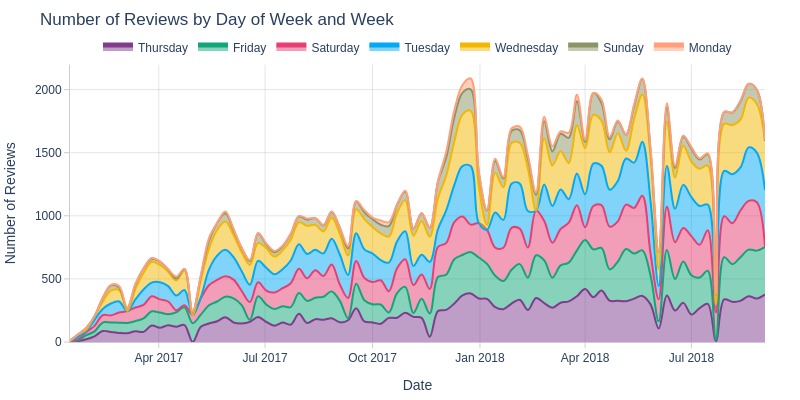 Number of Reviews by Day of Week and Week
Thursday Friday Saturday Tuesday Wednesday Sunday Monday
2000
1500
1000
500
0
Number of Reviews
Apr 2017 Jul 2017 Oct 2017 Jan 2018 Apr 2018 Jul 2018
Date